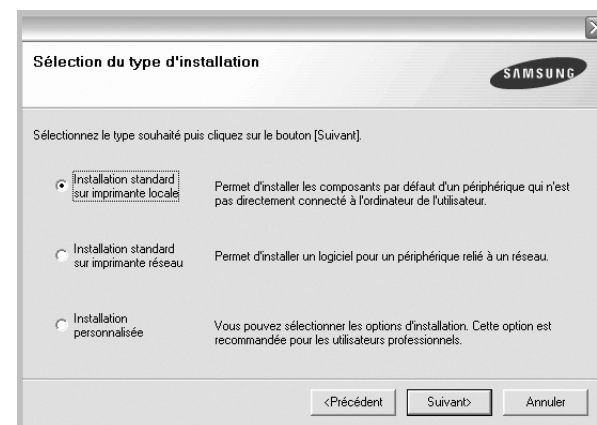 Sélection du type d'installation
SAMSUNG
Sélectionnez le type souhaité puis cliquez sur le bouton [Suivant].
Installation standard
sur imprimante locale
Permet d'installer les composants par défaut d'un périphérique qui n'est
pas directement connecté à l'ordinateur de l'utilisateur.
Installation standard
sur imprimante réseau
Permet d'installer un logiciel pour un périphérique relié à un réseau.
Installation
personnalisée
Vous pouvez sélectionner les options d'installation. Cette option est
recommandée pour les utilisateurs professionnels.
<Précédent
Suivant>
Annuler